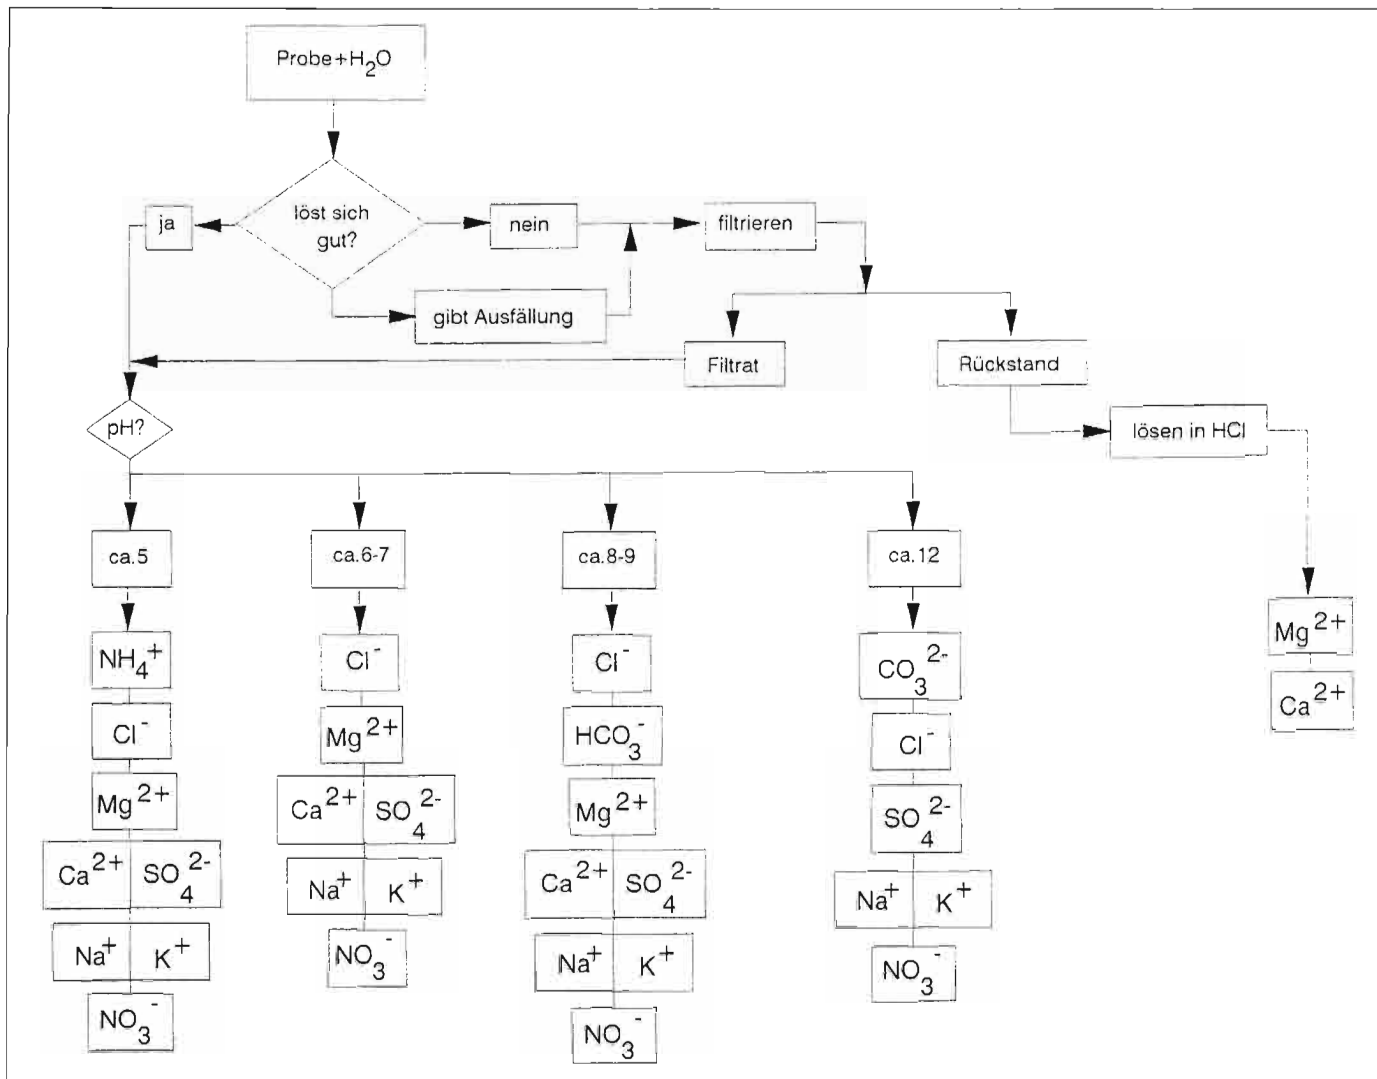 Probe+H₂O
löst sich
gut?
ja
nein
filtrieren
gibt Ausfällung
Filtrat
Rückstand
lösen in HCl
pH?
ca.5
ca.6-7
ca.8-9
ca.12
NH₄⁺
Cl⁻
Mg²⁺
Ca²⁺ SO₄²⁻
Na⁺ K⁺
NO₃⁻
Cl⁻
Mg²⁺
Ca²⁺ SO₄²⁻
Na⁺ K⁺
NO₃⁻
Cl⁻
HCO₃⁻
Mg²⁺
Ca²⁺ SO₄²⁻
Na⁺ K⁺
NO₃⁻
CO₃²⁻
Cl⁻
SO₄²⁻
Na⁺ K⁺
NO₃⁻
Mg²⁺
Ca²⁺